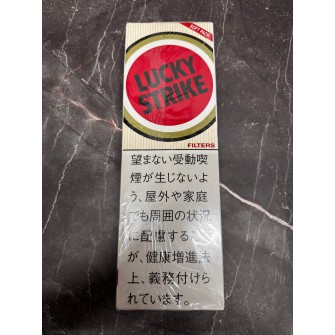 SOFT PACK
LUCKY
STRIKE
FILTERS
望まない受動喫
煙が生じないよ
う、屋外や家庭
でも周囲の状況
に配慮する
が、健康増進法
上、義務付けら
れています。